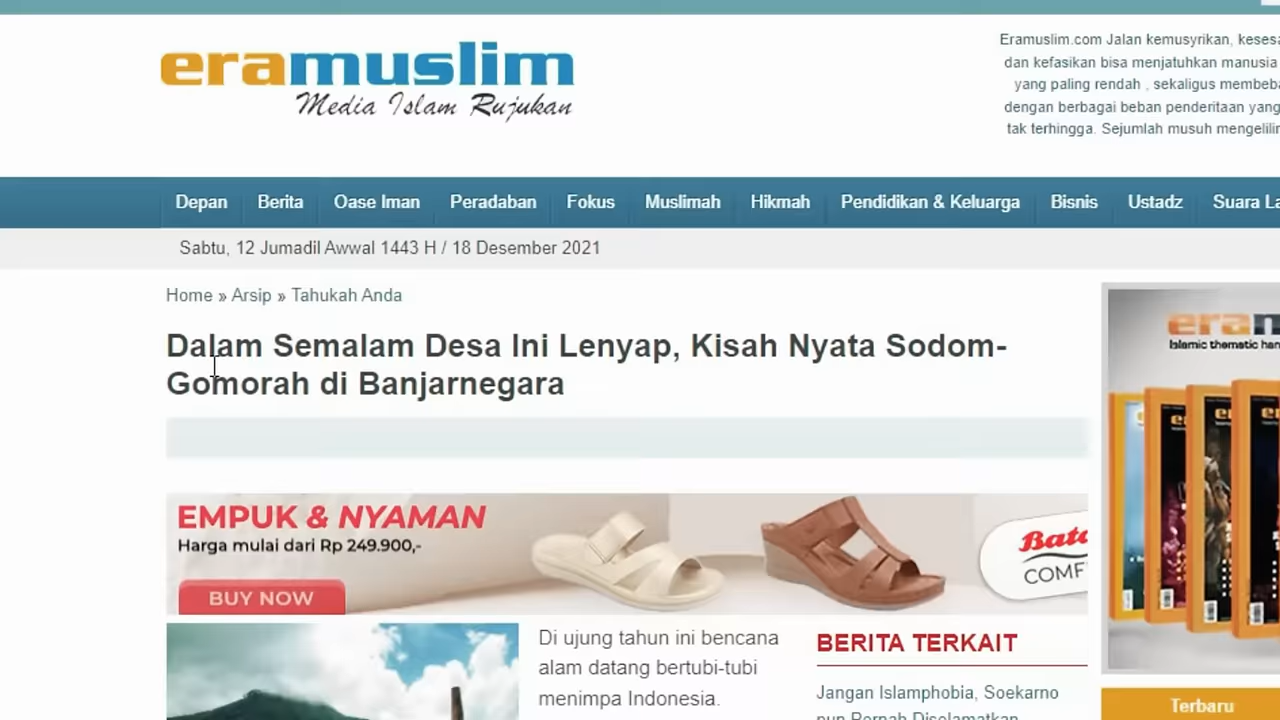 eramuslim
Media Islam Rujukan
Eramuslim.com Jalan kemusyrikan,
dan kefasikan bisa menjatuhkan manusia
yang paling rendah , sekaligus
dengan berbagai beban penderitaan yang
tak terhingga. Sejumlah musuh
Depan Berita Oase Iman Peradaban Fokus Muslimah Hikmah Pendidikan & Keluarga Bisnis Ustadz Suara
Sabtu, 12 Jumadil Awwal 1443 H / 18 Desember 2021
Home » Arsip » Tahukah Anda
Dalam Semalam Desa Ini Lenyap, Kisah Nyata Sodom-
Gomorah di Banjarnegara
EMPUK & NYAMAN
Harga mulai dari Rp 249.900,-
BUY NOW
Di ujung tahun ini bencana
alam datang bertubi-tubi
menimpa Indonesia.
BERITA TERKAIT
Jangan Islamphobia, Soekarno
pun Pernah Diselamatkan
Terbaru